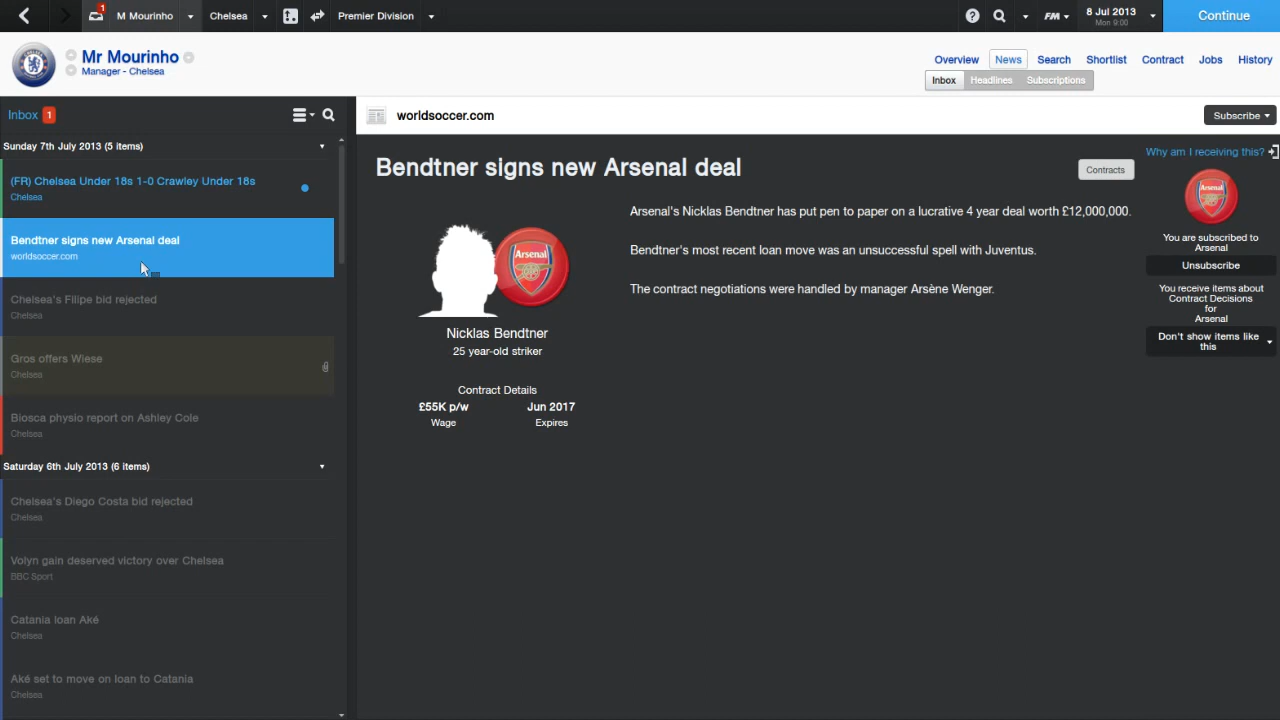 1
M Mourinho
Chelsea
Premier Division
FM
8 Jul 2013
Mon 9:00
Continue
Mr Mourinho
Manager - Chelsea
Overview
News
Search
Shortlist
Contract
Jobs
History
Inbox
Headlines
Subscriptions
Inbox 1
Sunday 7th July 2013 (5 items)
(FR) Chelsea Under 18s 1-0 Crawley Under 18s
Chelsea
Bendtner signs new Arsenal deal
worldsoccer.com
Chelsea's Filipe bid rejected
Chelsea
Gros offers Wiese
Chelsea
Biosca physio report on Ashley Cole
Chelsea
Saturday 6th July 2013 (6 items)
Chelsea's Diego Costa bid rejected
Chelsea
Volyn gain deserved victory over Chelsea
BBC Sport
Catania loan Aké
Chelsea
Aké set to move on loan to Catania
Chelsea
worldsoccer.com
Subscribe
Bendtner signs new Arsenal deal
Contracts
Arsenal
Nicklas Bendtner
25 year-old striker
Contract Details
£55K p/w
Jun 2017
Wage
Expires
Arsenal's Nicklas Bendtner has put pen to paper on a lucrative 4 year deal worth £12,000,000.
Bendtner's most recent loan move was an unsuccessful spell with Juventus.
The contract negotiations were handled by manager Arsène Wenger.
Why am I receiving this?
Arsenal
You are subscribed to
Arsenal
Unsubscribe
You receive items about
Contract Decisions
for
Arsenal
Don't show items like
this